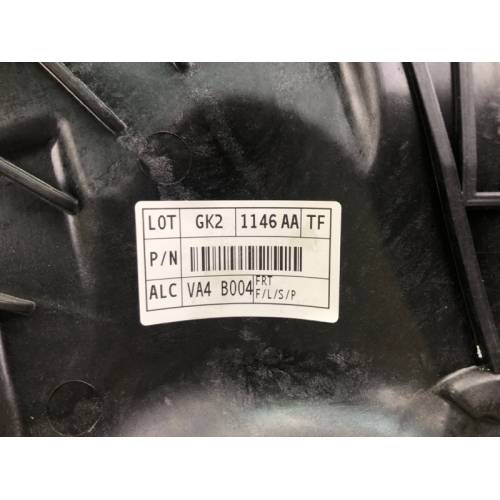 LOT GK2 1146 AA TF
P/N
ALC VA4 B004 FRT
F/L/S/P